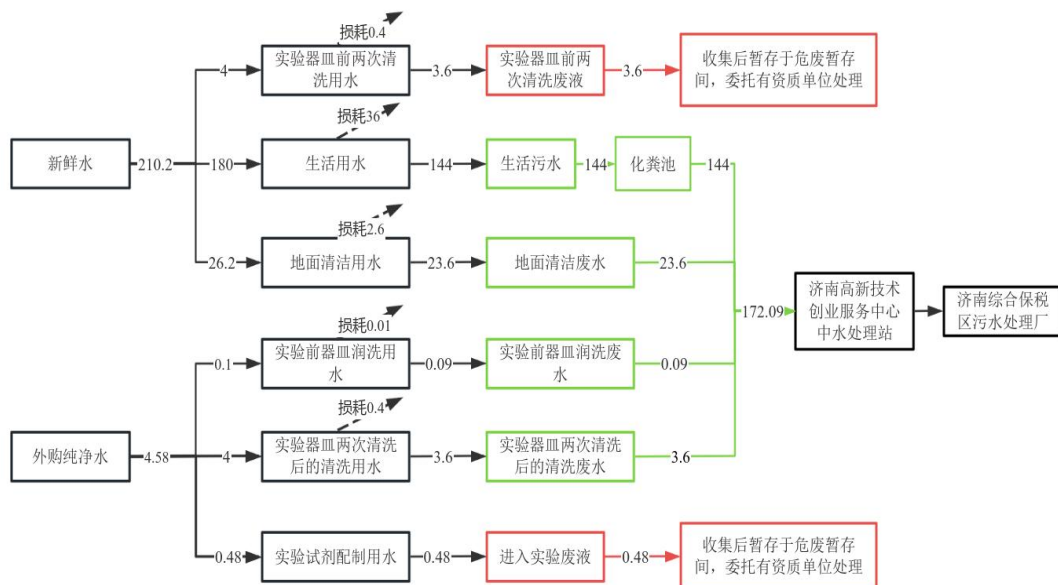 损耗0.4
实验器皿前两次清
洗用水
4
3.6
实验器皿前两
次清洗废液
3.6
收集后暂存于危废暂存
间，委托有资质单位处理
损耗36
新鲜水
210.2
180
生活用水
144
生活污水
144
化粪池
144
损耗2.6
26.2
地面清洁用水
23.6
地面清洁废水
23.6
172.09
济南高新技术
创业服务中心
中水处理站
济南综合保税
区污水处理厂
损耗0.01
0.1
实验前器皿润洗用
水
0.09
实验前器皿润洗废
水
0.09
损耗0.4
外购纯净水
4.58
4
实验器皿两次清洗
后的清洗用水
3.6
实验器皿两次清洗
后的清洗废水
3.6
0.48
实验试剂配制用水
0.48
进入实验废液
0.48
收集后暂存于危废暂存
间，委托有资质单位处理